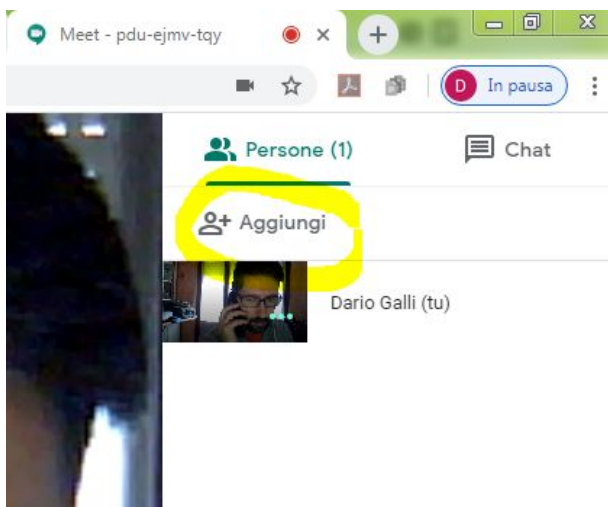 Meet - pdu-ejmv-tqy
D In pausa
Persone (1)
Chat
Aggiungi
Dario Galli (tu)